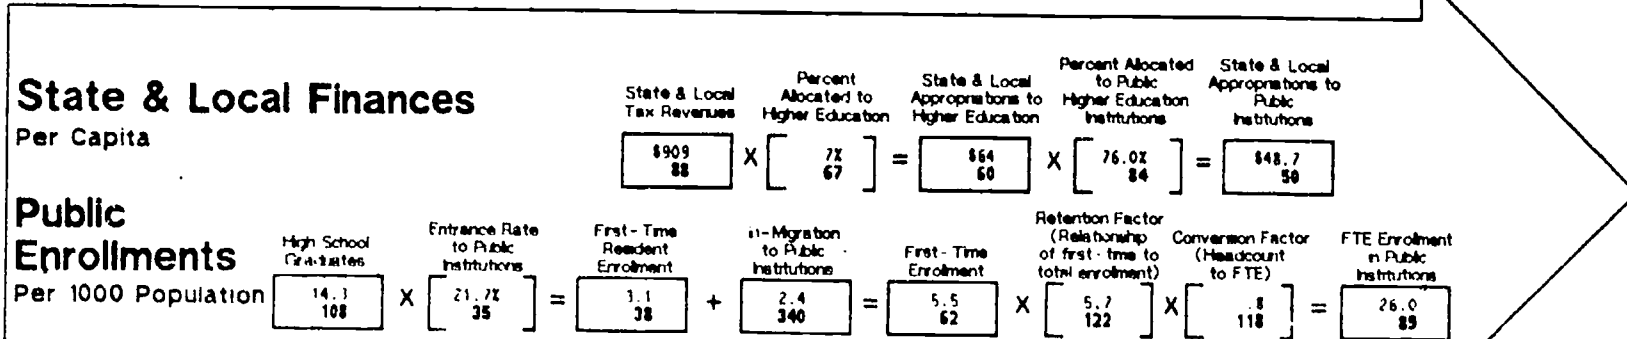 State & Local Finances
Per Capita
State & Local
Tax Revenues
$909
88
X
Percent
Allocated to
Higher Education
7%
67
=
State & Local
Appropriations to
Higher Education
$64
60
X
Percent Allocated
to Public
Higher Education
Institutions
76.0%
84
=
State & Local
Appropriations to
Public
Institutions
$48.7
50
Public
Enrollments
Per 1000 Population
High School
Graduates
14.3
108
X
Entrance Rate
to Public
Institutions
21.7%
35
=
First-Time
Resident
Enrollment
3.1
38
+
in-Migration
to Public
Institutions
2.4
340
=
First-Time
Enrollment
5.5
62
X
Retention Factor
(Relationship
of first-time to
total enrollment)
5.7
122
X
Conversion Factor
(Headcount
to FTE)
.8
118
=
FTE Enrollment
in Public
Institutions
26.0
89